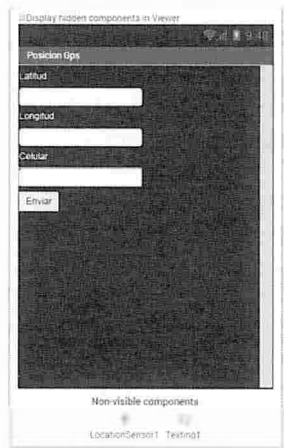 Display hidden components in Viewer
9:48
Posicion Gps
Latitud
Longitud
Celular
Enviar
Non-visible components
LocationSensor1 Texting1